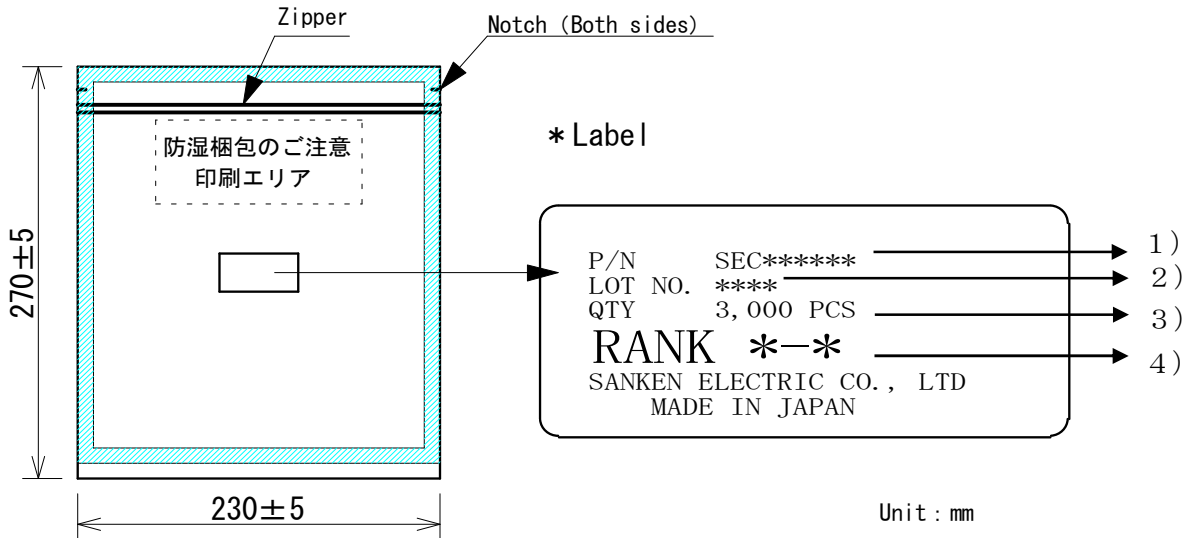 Zipper
Notch (Both sides)
防湿梱包のご注意
印刷エリア
270±5
230±5
*Label
P/N SEC******
LOT NO. ****
QTY 3,000 PCS
RANK *-*
SANKEN ELECTRIC CO., LTD
MADE IN JAPAN
1)
2)
3)
4)
Unit:mm